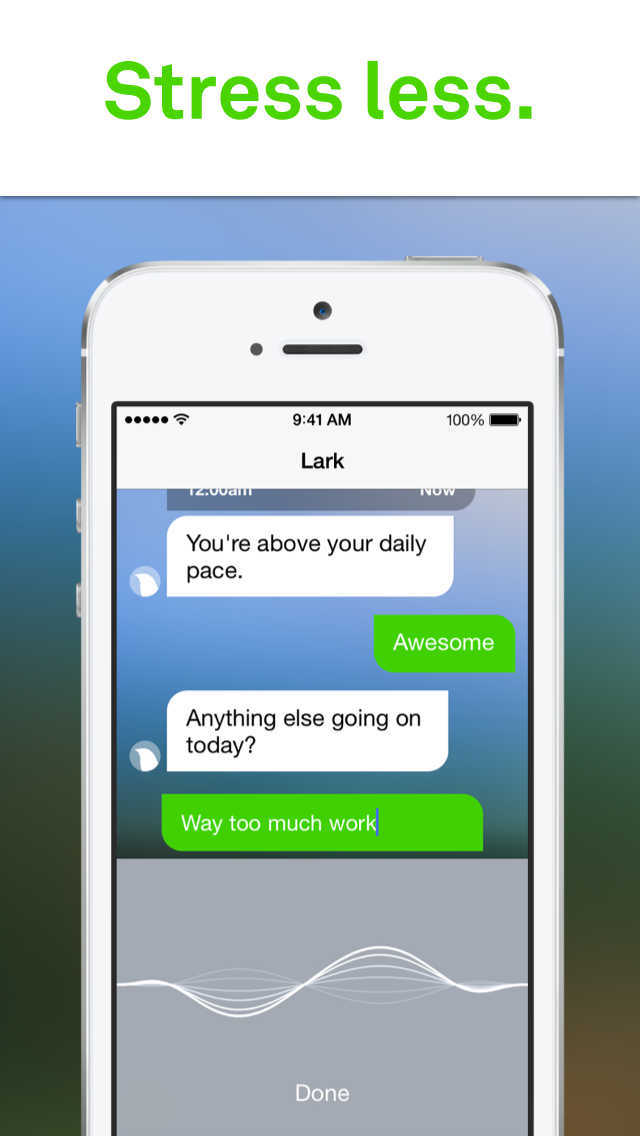 Stress less.
9:41 AM 100%
Lark
12:00am Now
You're above your daily
pace.
Awesome
Anything else going on
today?
Way too much work
Done